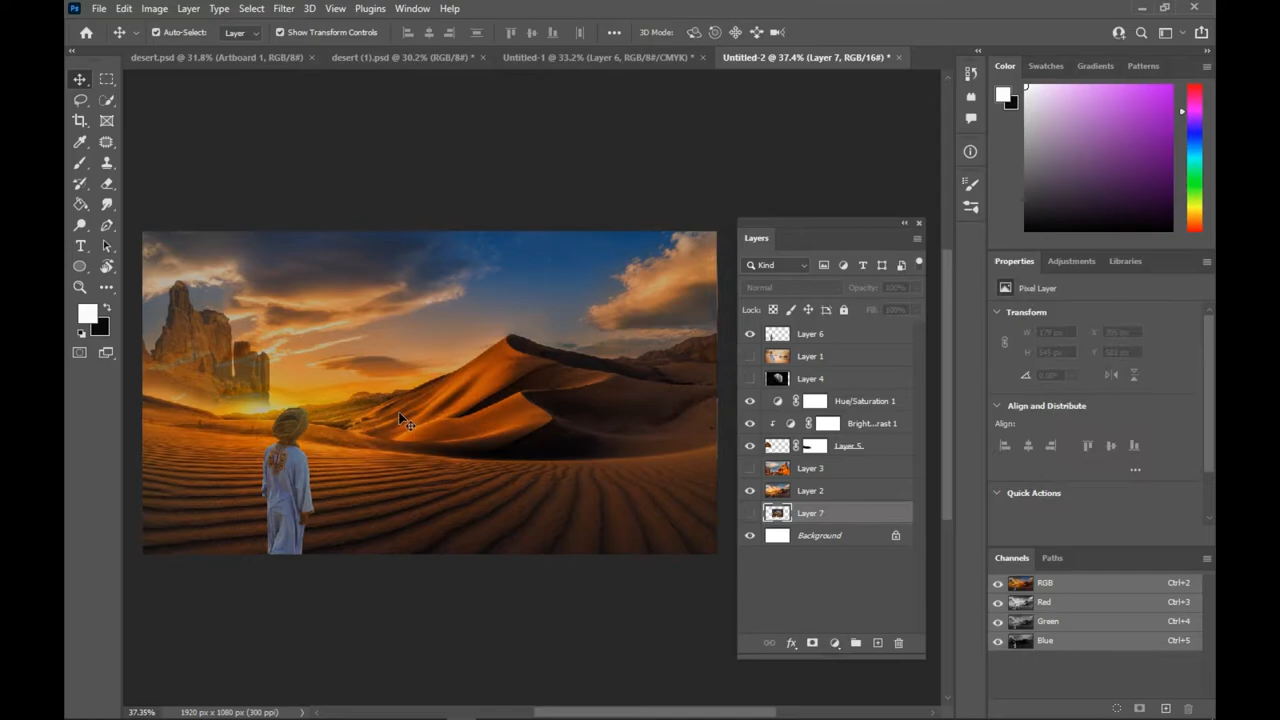 Ps File Edit Image Layer Type Select Filter 3D View Plugins Window Help
Auto-Select: Layer Show Transform Controls 3D Mode:
desert.psd @ 31.8% (Artboard 1, RGB/8#) desert (1).psd @ 30.2% (RGB/8#) * Untitled-1 @ 33.2% (Layer 6, RGB/8#/CMYK) * Untitled-2 @ 37.4% (Layer 7, RGB/16#) *
Color Swatches Gradients Patterns
Layers
Kind
Normal Opacity: 100%
Lock: Fill: 100%
Layer 6
Layer 1
Layer 4
Hue/Saturation 1
Bright...rast 1
Layer 5
Layer 3
Layer 2
Layer 7
Background
fx
Properties Adjustments Libraries
Pixel Layer
Transform
W X
H Y
0.00°
Align and Distribute
Align:
Quick Actions
Channels Paths
RGB Ctrl+2
Red Ctrl+3
Green Ctrl+4
Blue Ctrl+5
37.35% 1920 px x 1080 px (300 ppi)